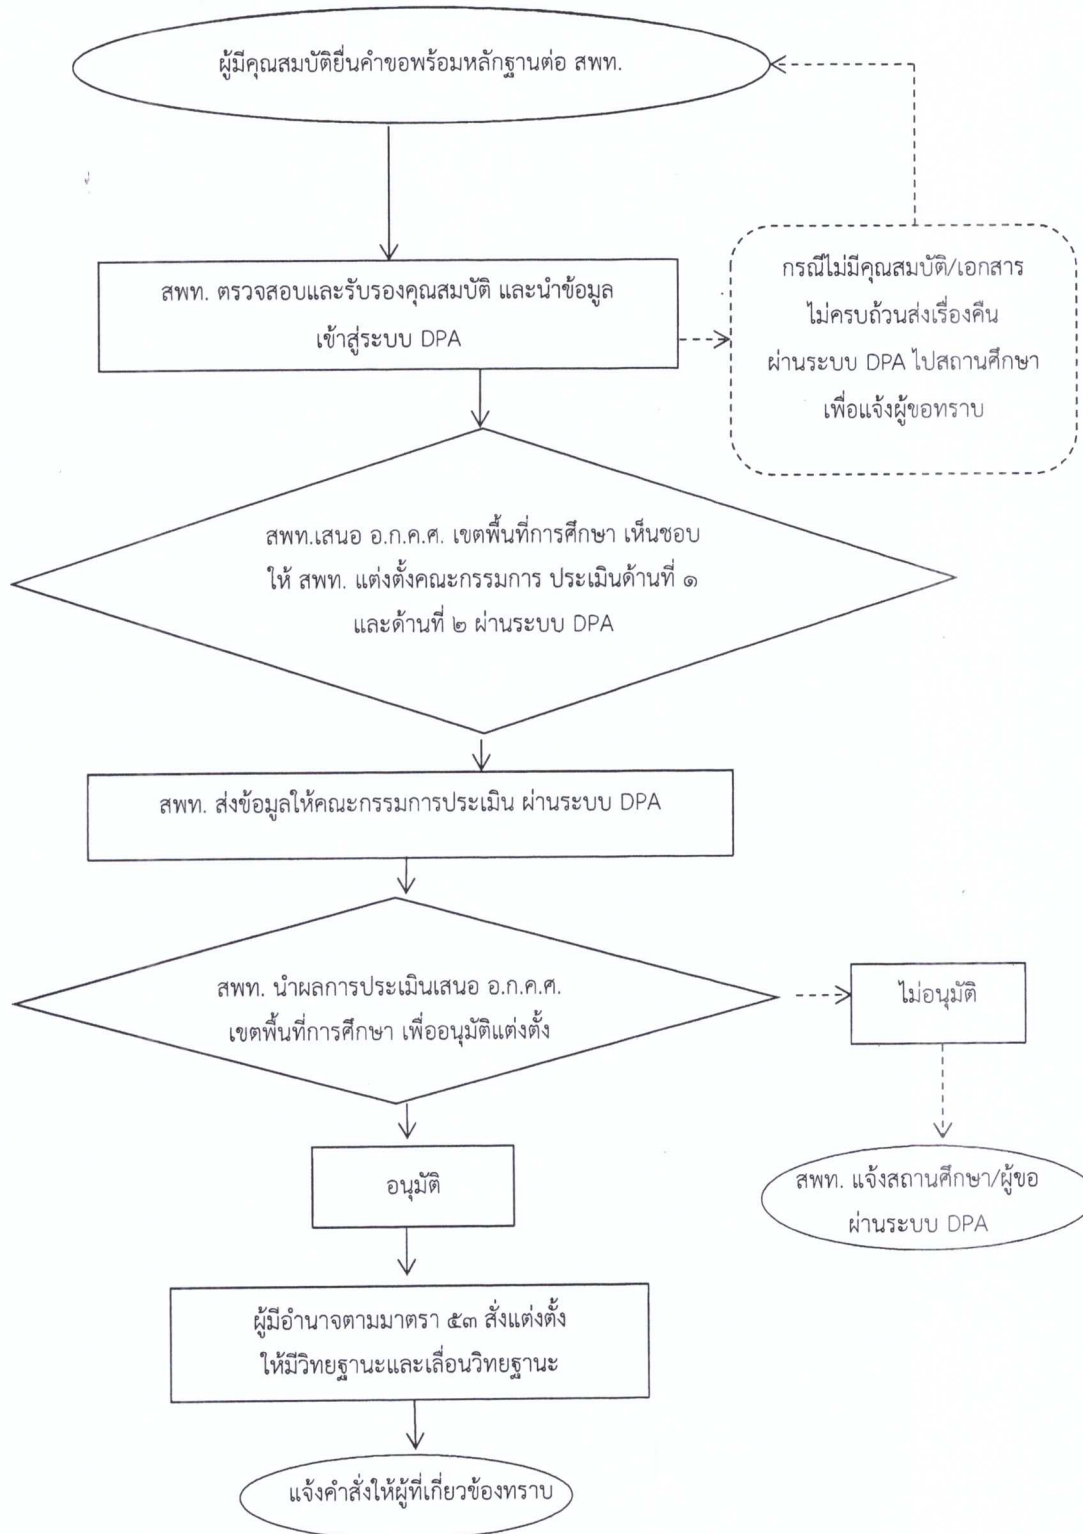 ผู้มีคุณสมบัติยื่นคำขอพร้อมหลักฐานต่อ สพท.
สพท. ตรวจสอบและรับรองคุณสมบัติ และนำข้อมูล
เข้าสู่ระบบ DPA
กรณีไม่มีคุณสมบัติ/เอกสาร
ไม่ครบถ้วนส่งเรื่องคืน
ผ่านระบบ DPA ไปสถานศึกษา
เพื่อแจ้งผู้ขอทราบ
สพท.เสนอ อ.ก.ค.ศ. เขตพื้นที่การศึกษา เห็นชอบ
ให้ สพท. แต่งตั้งคณะกรรมการ ประเมินด้านที่ ๑
และด้านที่ ๒ ผ่านระบบ DPA
สพท. ส่งข้อมูลให้คณะกรรมการประเมิน ผ่านระบบ DPA
สพท. นำผลการประเมินเสนอ อ.ก.ค.ศ.
เขตพื้นที่การศึกษา เพื่ออนุมัติแต่งตั้ง
ไม่อนุมัติ
อนุมัติ
สพท. แจ้งสถานศึกษา/ผู้ขอ
ผ่านระบบ DPA
ผู้มีอำนาจตามมาตรา ๕๓ สั่งแต่งตั้ง
ให้มีวิทยฐานะและเลื่อนวิทยฐานะ
แจ้งคำสั่งให้ผู้ที่เกี่ยวข้องทราบ